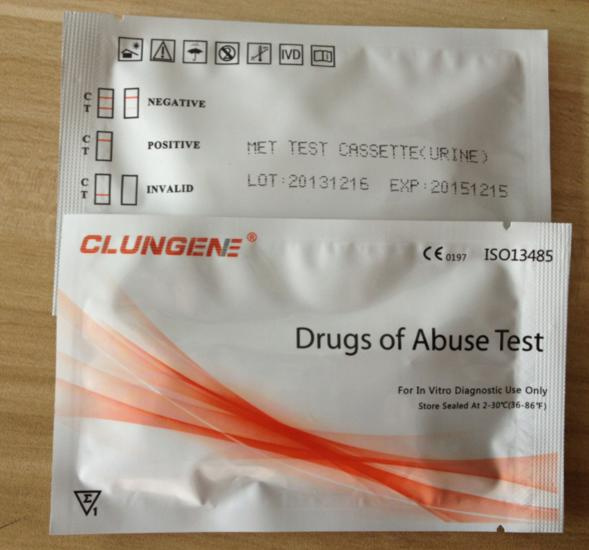 IVD
C
T
NEGATIVE
C
T
POSITIVE
MET TEST CASSETTE(URINE)
C
T
INVALID
LOT:20131216 EXP:20151215
CLUNGENE®
CE 0197 ISO13485
Drugs of Abuse Test
For In Vitro Diagnostic Use Only
Store Sealed At 2-30℃(36-86℉)
Σ
1